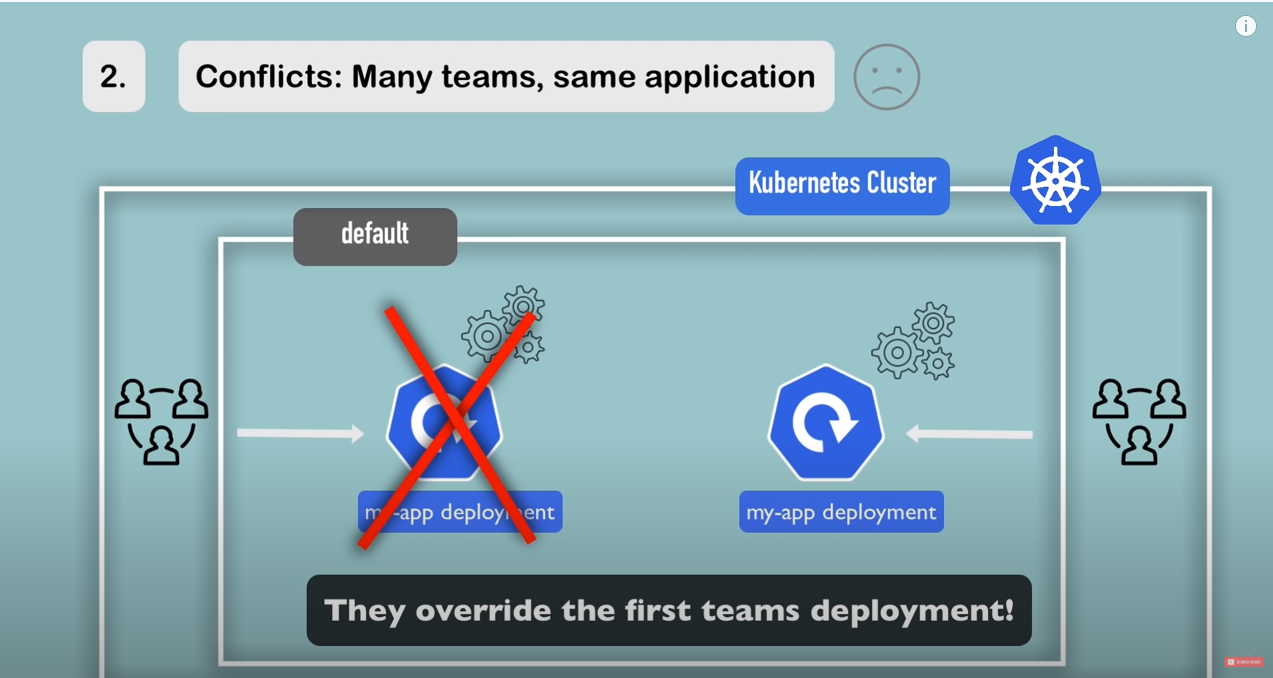 2.
Conflicts: Many teams, same application
Kubernetes Cluster
default
my-app deployment
my-app deployment
They override the first teams deployment!
SUBSCRIBE